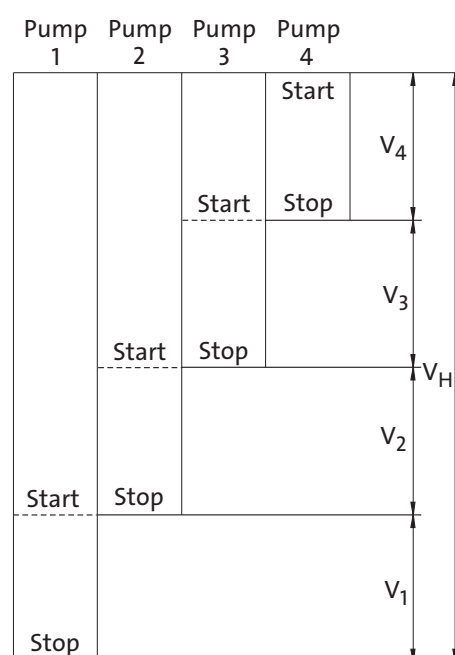 Pump Pump Pump Pump
1 2 3 4
Start
V₄
Start Stop
V₃
Start Stop
V_H
V₂
Start Stop
V₁
Stop